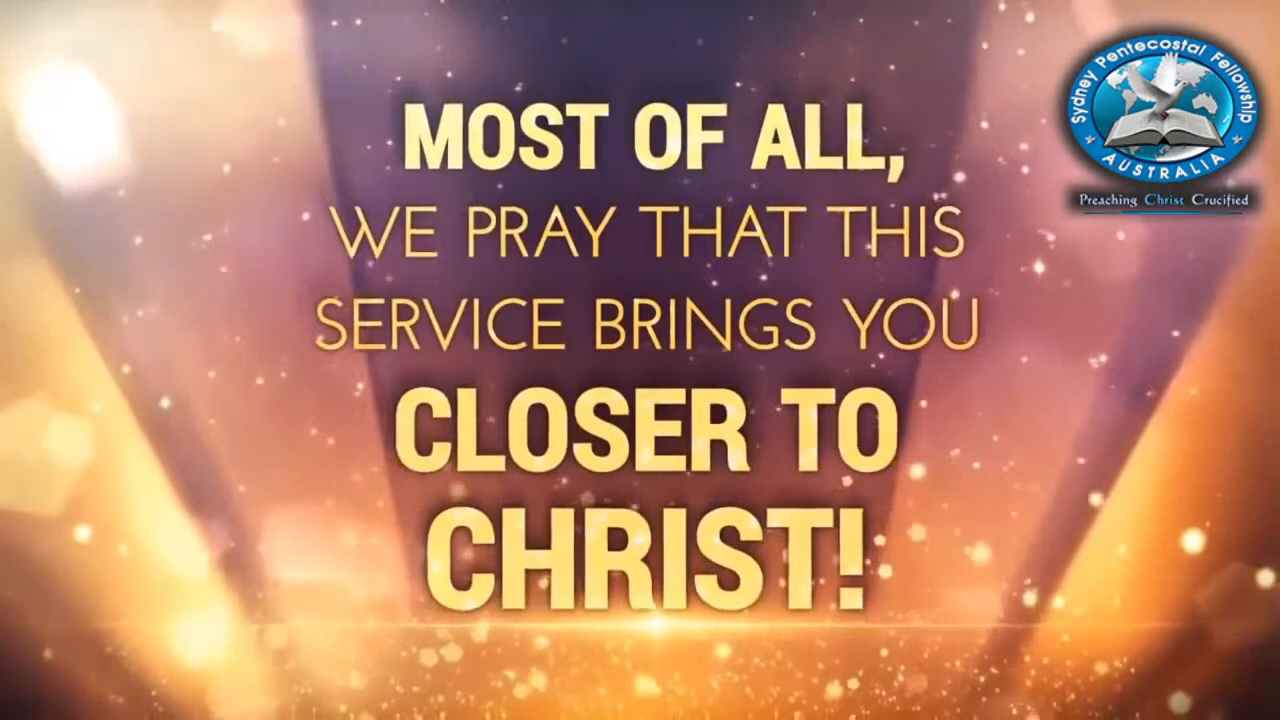 MOST OF ALL,
WE PRAY THAT THIS
SERVICE BRINGS YOU
CLOSER TO
CHRIST!
Sydney Pentecostal Fellowship
AUSTRALIA
Preaching Christ Crucified